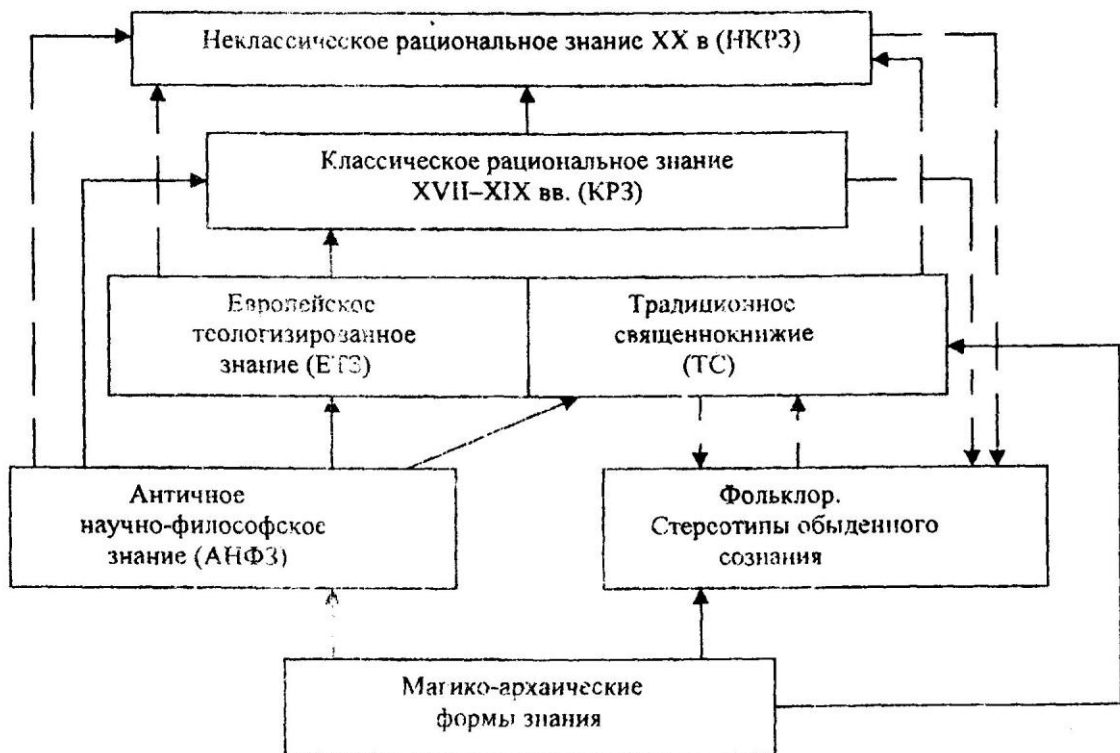 Неклассическое рациональное знание XX в (НКРЗ)
Классическое рациональное знание
XVII–XIX вв. (КРЗ)
Европейское
теологизированное
знание (ЕТЗ)
Традиционное
священнокнижие
(ТС)
Античное
научно-философское
знание (АНФЗ)
Фольклор.
Стереотипы обыденного
сознания
Магико-архаические
формы знания